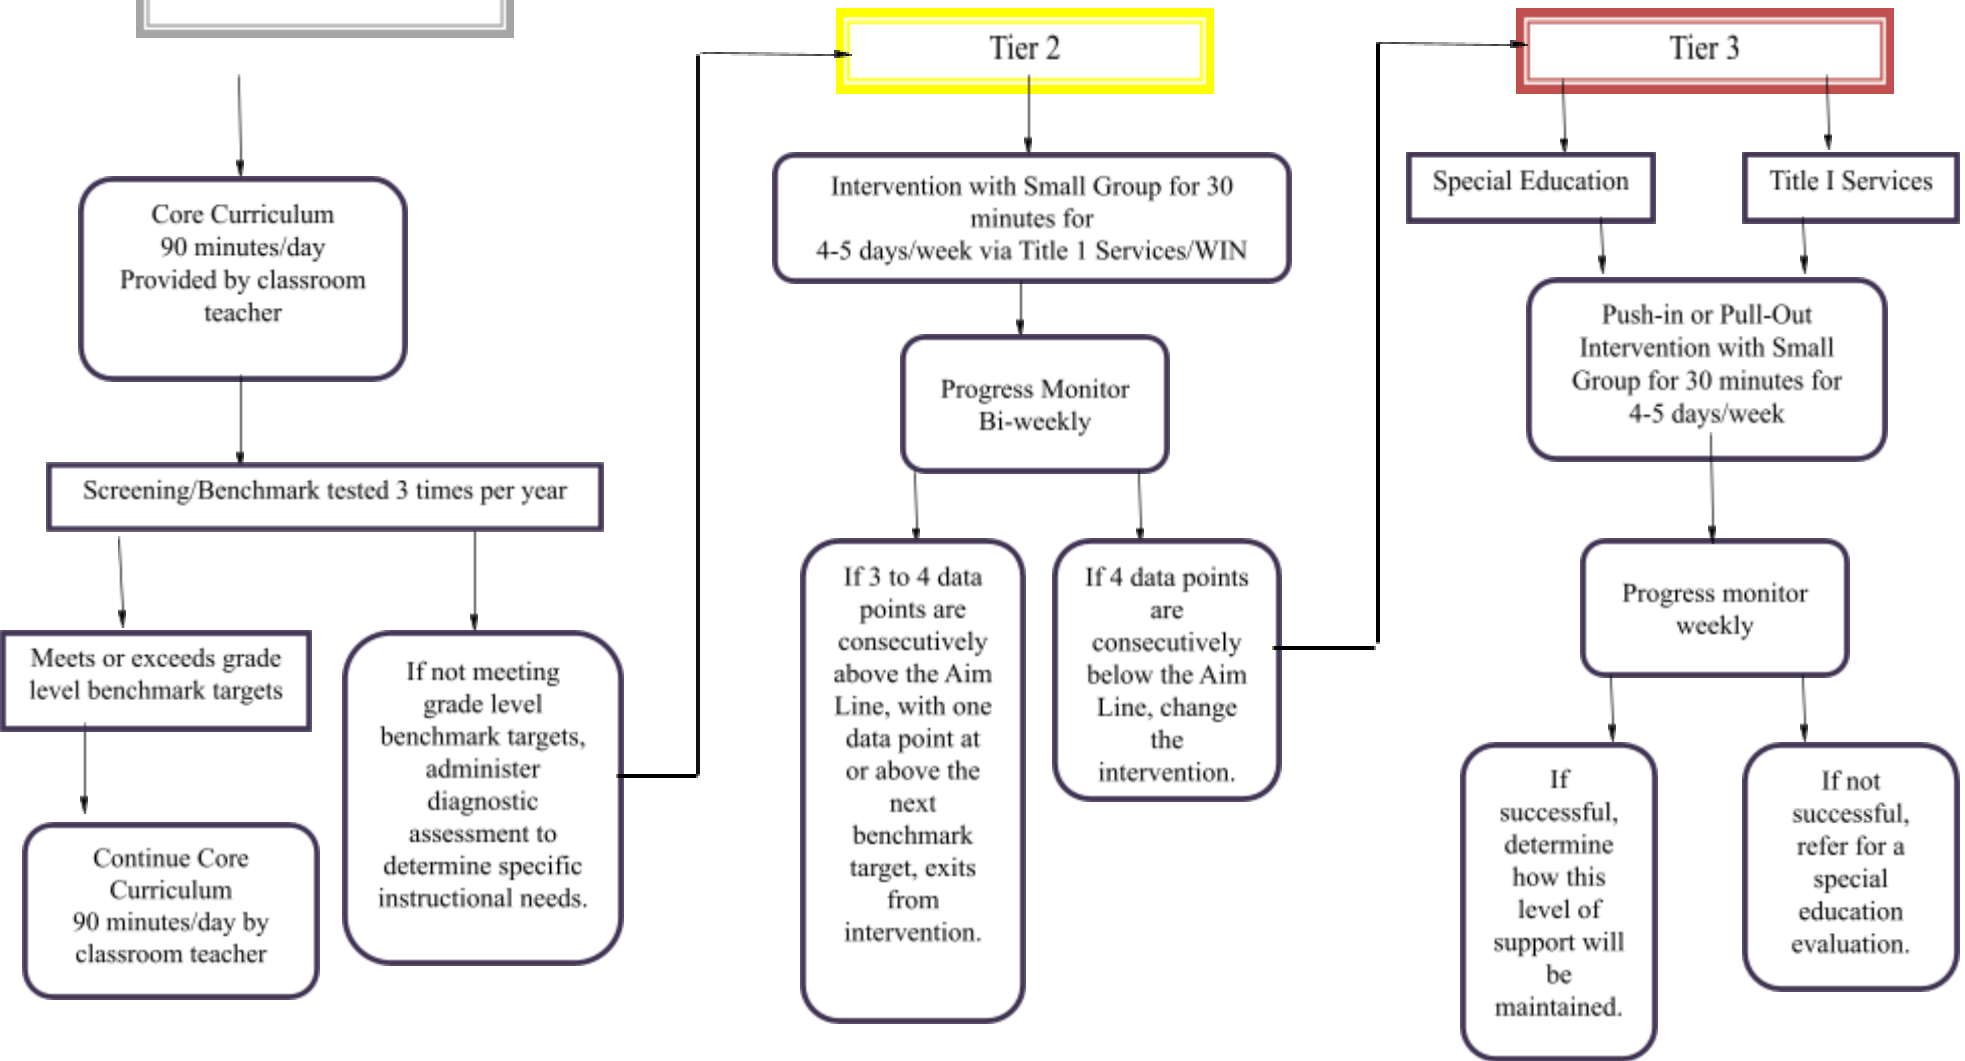 Core Curriculum
90 minutes/day
Provided by classroom
teacher
Screening/Benchmark tested 3 times per year
Meets or exceeds grade
level benchmark targets
Continue Core
Curriculum
90 minutes/day by
classroom teacher
If not meeting
grade level
benchmark targets,
administer
diagnostic
assessment to
determine specific
instructional needs.
Tier 2
Intervention with Small Group for 30
minutes for
4-5 days/week via Title 1 Services/WIN
Progress Monitor
Bi-weekly
If 3 to 4 data
points are
consecutively
above the Aim
Line, with one
data point at
or above the
next
benchmark
target, exits
from
intervention.
If 4 data points
are
consecutively
below the Aim
Line, change
the
intervention.
Tier 3
Special Education
Title I Services
Push-in or Pull-Out
Intervention with Small
Group for 30 minutes for
4-5 days/week
Progress monitor
weekly
If
successful,
determine
how this
level of
support will
be
maintained.
If not
successful,
refer for a
special
education
evaluation.